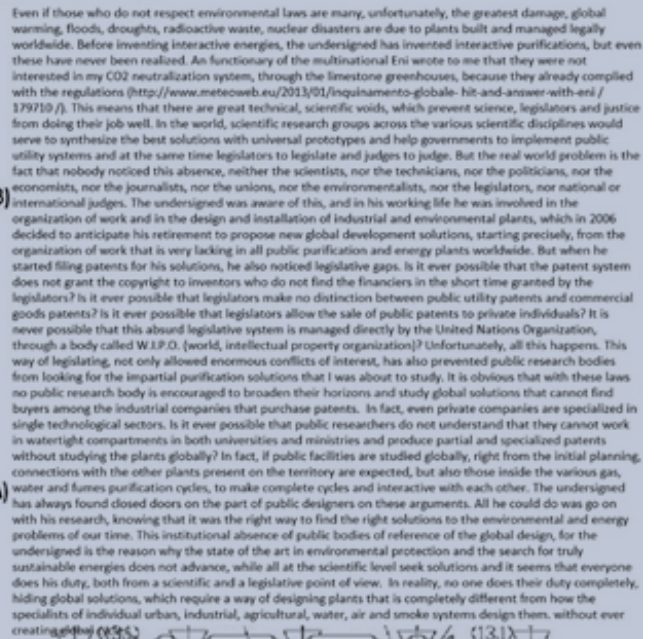 Even if those who do not respect environmental laws are many, unfortunately, the greatest damage, global
warming, floods, droughts, radioactive waste, nuclear disasters are due to plants built and managed legally
worldwide. Before inventing interactive energies, the undersigned has invented interactive purifications, but even
these have never been realized. An functionary of the multinational Eni wrote to me that they were not
interested in my CO2 neutralization system, through the limestone greenhouses, because they already complied
with the regulations (http://www.meteoweb.eu/2013/01/inquinamento-globale- hit-and-answer-with-eni /
179710 /). This means that there are great technical, scientific voids, which prevent science, legislators and justice
from doing their job well. In the world, scientific research groups across the various scientific disciplines would
serve to synthesize the best solutions with universal prototypes and help governments to implement public
utility systems and at the same time legislators to legislate and judges to judge. But the real world problem is the
fact that nobody noticed this absence, neither the scientists, nor the technicians, nor the politicians, nor the
economists, nor the journalists, nor the unions, nor the environmentalists, nor the legislators, nor national or
international judges. The undersigned was aware of this, and in his working life he was involved in the
organization of work and in the design and installation of industrial and environmental plants, which in 2006
decided to anticipate his retirement to propose new global development solutions, starting precisely, from the
organization of work that is very lacking in all public purification and energy plants worldwide. But when he
started filing patents for his solutions, he also noticed legislative gaps. Is it ever possible that the patent system
does not grant the copyright to inventors who do not find the financiers in the short time granted by the
legislators? Is it ever possible that legislators make no distinction between public utility patents and commercial
goods patents? Is it ever possible that legislators allow the sale of public patents to private individuals? It is
never possible that this absurd legislative system is managed directly by the United Nations Organization,
through a body called W.I.P.O. (world, intellectual property organization)? Unfortunately, all this happens. This
way of legislating, not only allowed enormous conflicts of interest, has also prevented public research bodies
from looking for the impartial purification solutions that I was about to study. It is obvious that with these laws
no public research body is encouraged to broaden their horizons and study global solutions that cannot find
buyers among the industrial companies that purchase patents. In fact, even private companies are specialized in
single technological sectors. Is it ever possible that public researchers do not understand that they cannot work
in watertight compartments in both universities and ministries and produce partial and specialized patents
without studying the plants globally? In fact, if public facilities are studied globally, right from the initial planning,
connections with the other plants present on the territory are expected, but also those inside the various gas,
water and fumes purification cycles, to make complete cycles and interactive with each other. The undersigned
has always found closed doors on the part of public designers on these arguments. All he could do was go on
with his research, knowing that it was the right way to find the right solutions to the environmental and energy
problems of our time. This institutional absence of public bodies of reference of the global design, for the
undersigned is the reason why the state of the art in environmental protection and the search for truly
sustainable energies does not advance, while all at the scientific level seek solutions and it seems that everyone
does his duty, both from a scientific and a legislative point of view. In reality, no one does their duty completely,
hiding global solutions, which require a way of designing plants that is completely different from how the
specialists of individual urban, industrial, agricultural, water, air and smoke systems design them. without ever
creating
(131)